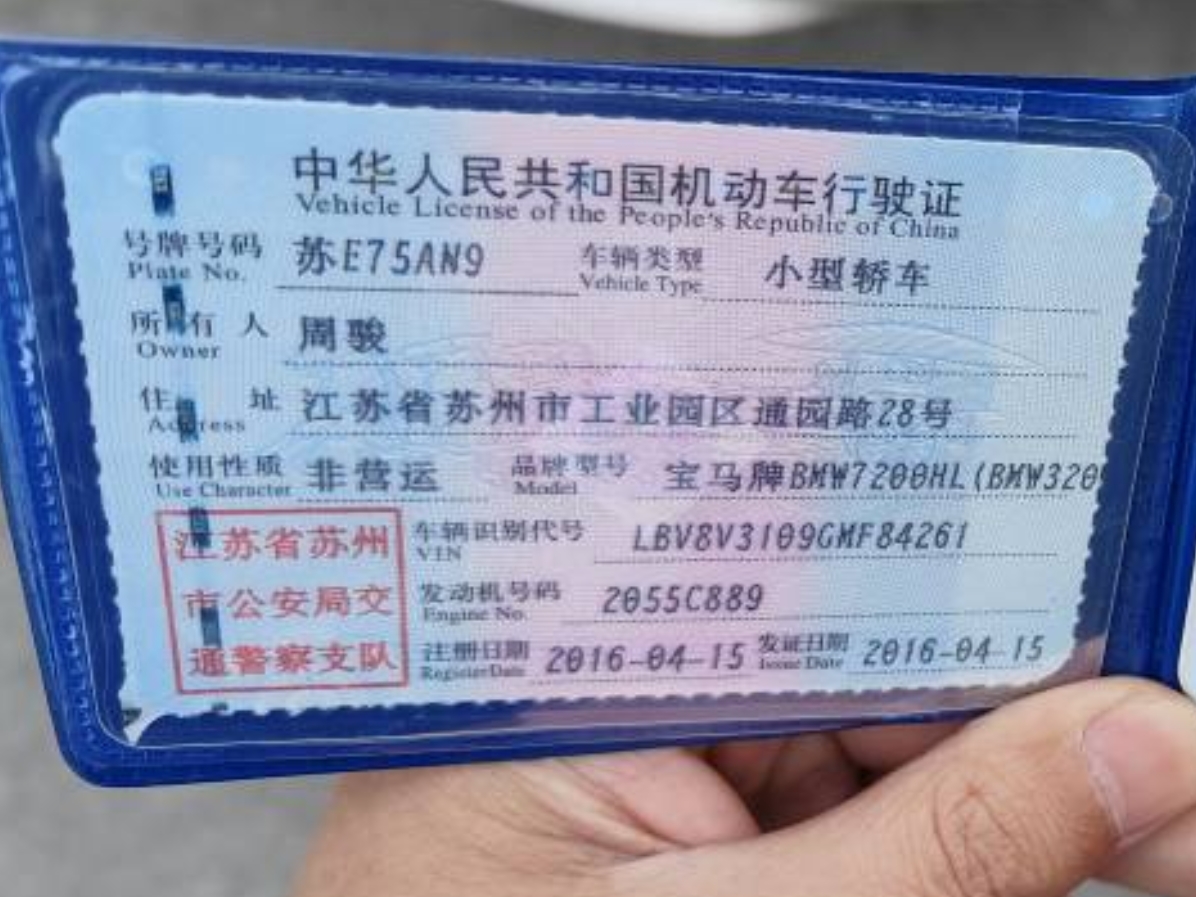 中华人民共和国机动车行驶证
Vehicle License of the People's Republic of China
号牌号码 苏E75AN9 车辆类型 小型轿车
Plate No. Vehicle Type
所有人 周骏
Owner
住址 江苏省苏州市工业园区通园路28号
Address
使用性质 非营运 品牌型号 宝马牌BMW7200HL(BMW320
Use Character Model
江苏省苏州 车辆识别代号 LBV8V3109GMF84261
VIN
市公安局交 发动机号码 2055C889
Engine No.
通警察支队 注册日期 2016-04-15 发证日期 2016-04-15
Register Date Issue Date